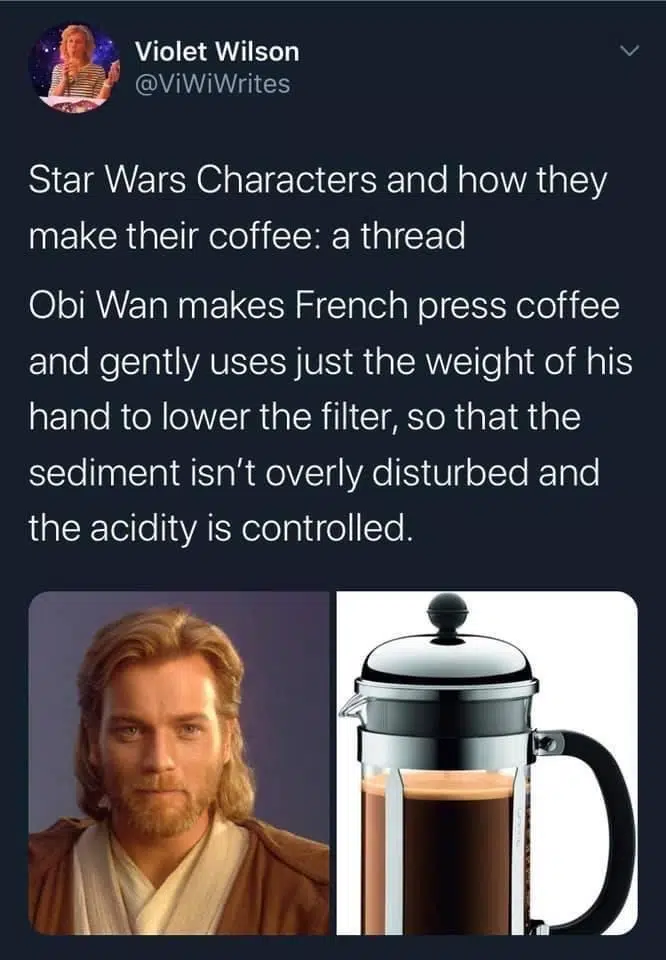 Violet Wilson
@ViWiWrites
Star Wars Characters and how they
make their coffee: a thread
Obi Wan makes French press coffee
and gently uses just the weight of his
hand to lower the filter, so that the
sediment isn’t overly disturbed and
the acidity is controlled.